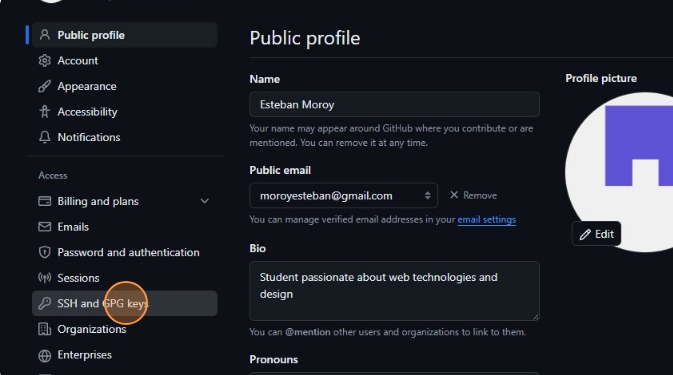 Public profile
Account
Appearance
Accessibility
Notifications
Access
Billing and plans
Emails
Password and authentication
Sessions
SSH and GPG keys
Organizations
Enterprises
Public profile
Name
Esteban Moroy
Your name may appear around GitHub where you contribute or are
mentioned. You can remove it at any time.
Public email
moroyesteban@gmail.com
Remove
You can manage verified email addresses in your email settings
Bio
Student passionate about web technologies and
design
You can @mention other users and organizations to link to them.
Pronouns
Profile picture
Edit